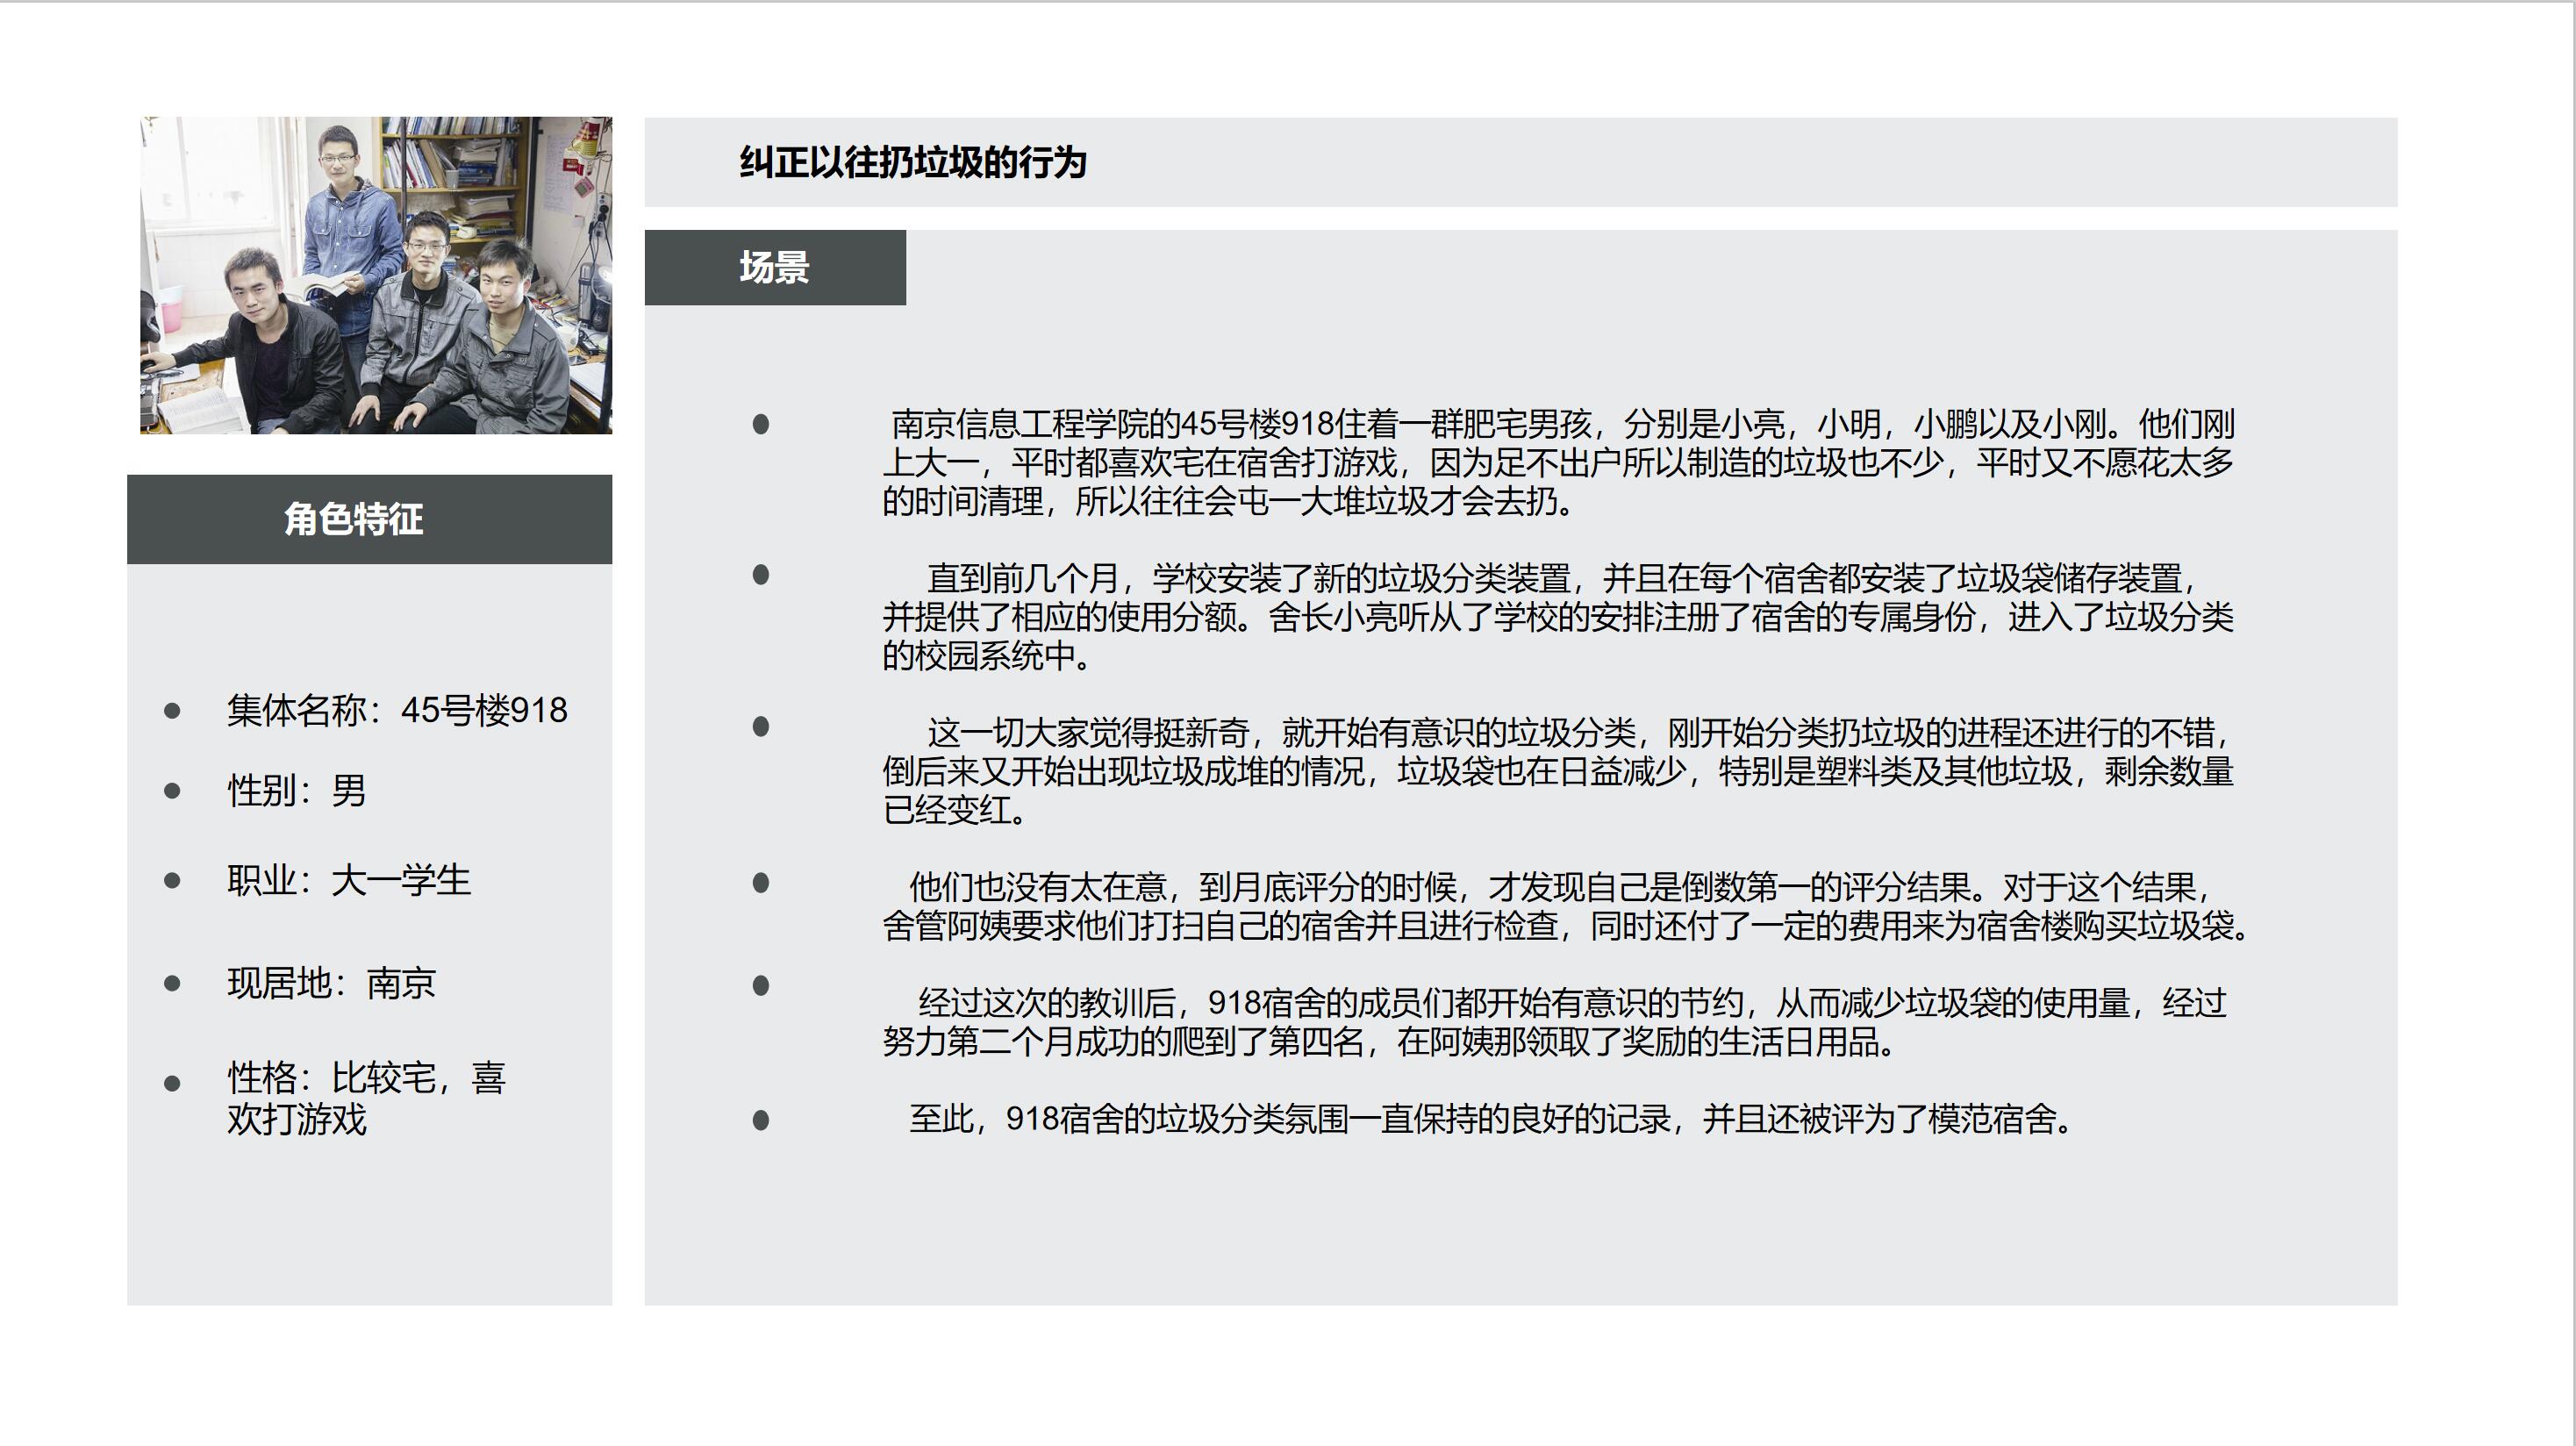 纠正以往扔垃圾的行为
场景
南京信息工程学院的45号楼918住着一群肥宅男孩，分别是小亮，小明，小鹏以及小刚。他们刚
上大一，平时都喜欢宅在宿舍打游戏，因为足不出户所以制造的垃圾也不少，平时又不愿花太多
的时间清理，所以往往会屯一大堆垃圾才会去扔。
直到前几个月，学校安装了新的垃圾分类装置，并且在每个宿舍都安装了垃圾袋储存装置，
并提供了相应的使用分额。舍长小亮听从了学校的安排注册了宿舍的专属身份，进入了垃圾分类
的校园系统中。
这一切大家觉得挺新奇，就开始有意识的垃圾分类，刚开始分类扔垃圾的进程还进行的不错，
倒后来又开始出现垃圾成堆的情况，垃圾袋也在日益减少，特别是塑料类及其他垃圾，剩余数量
已经变红。
他们也没有太在意，到月底评分的时候，才发现自己是倒数第一的评分结果。对于这个结果，
舍管阿姨要求他们打扫自己的宿舍并且进行检查，同时还付了一定的费用来为宿舍楼购买垃圾袋。
经过这次的教训后，918宿舍的成员们都开始有意识的节约，从而减少垃圾袋的使用量，经过
努力第二个月成功的爬到了第四名，在阿姨那领取了奖励的生活日用品。
至此，918宿舍的垃圾分类氛围一直保持的良好的记录，并且还被评为了模范宿舍。
角色特征
集体名称：45号楼918
性别：男
职业：大一学生
现居地：南京
性格：比较宅，喜
欢打游戏